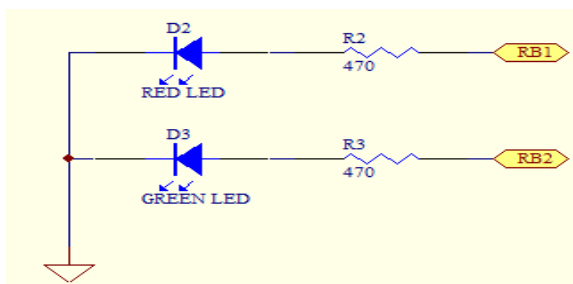 D2
R2
RB1
470
RED LED
D3
R3
RB2
470
GREEN LED